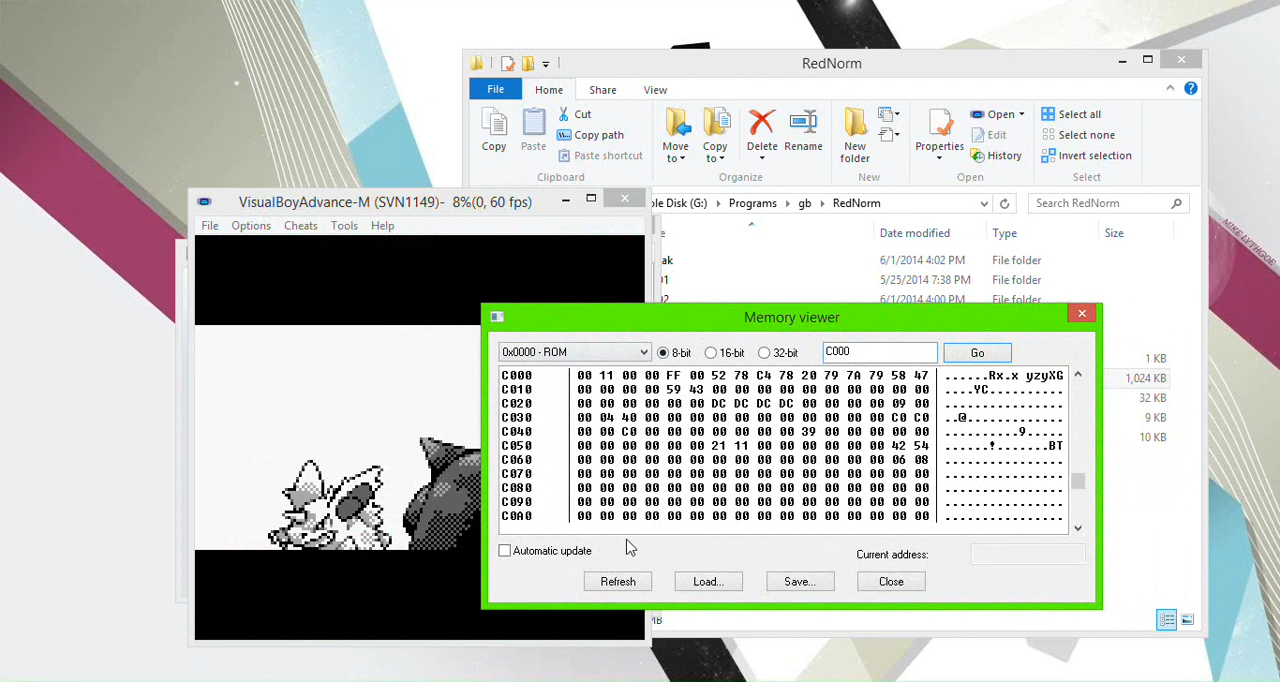 RedNorm
File Home Share View
Copy Paste Cut Copy path Paste shortcut
Move to Copy to Delete Rename
New folder
Properties Open Edit History
Select all Select none Invert selection
Clipboard Organize New Open Select
VisualBoyAdvance-M (SVN1149)- 8%(0, 60 fps)
File Options Cheats Tools Help
Programs gb RedNorm Search RedNorm
Date modified Type Size
6/1/2014 4:02 PM File folder
5/25/2014 7:38 PM File folder
6/1/2014 4:00 PM File folder
1 KB
1,024 KB
32 KB
9 KB
10 KB
Memory viewer
0x0000 - ROM 8-bit 16-bit 32-bit C000 Go
C000 00 11 00 00 FF 00 52 78 C4 78 20 79 7A 79 58 47 ......Rx.x yzyXG
C010 00 00 00 00 59 43 00 00 00 00 00 00 00 00 00 00 ....YC..........
C020 00 00 00 00 00 00 DC DC DC DC 00 00 00 00 09 00 ................
C030 00 04 40 00 00 00 00 00 00 00 00 00 00 00 C0 C0 ..@.............
C040 00 00 C0 00 00 00 00 00 00 00 39 00 00 00 00 00 ..........9.....
C050 00 00 00 00 00 00 21 11 00 00 00 00 00 00 42 54 ......!.......BT
C060 00 00 00 00 00 00 00 00 00 00 00 00 00 00 06 08 ................
C070 00 00 00 00 00 00 00 00 00 00 00 00 00 00 00 00 ................
C080 00 00 00 00 00 00 00 00 00 00 00 00 00 00 00 00 ................
C090 00 00 00 00 00 00 00 00 00 00 00 00 00 00 00 00 ................
C0A0 00 00 00 00 00 00 00 00 00 00 00 00 00 00 00 00 ................
Automatic update Current address:
Refresh Load... Save... Close
MIKE LYTHGOE